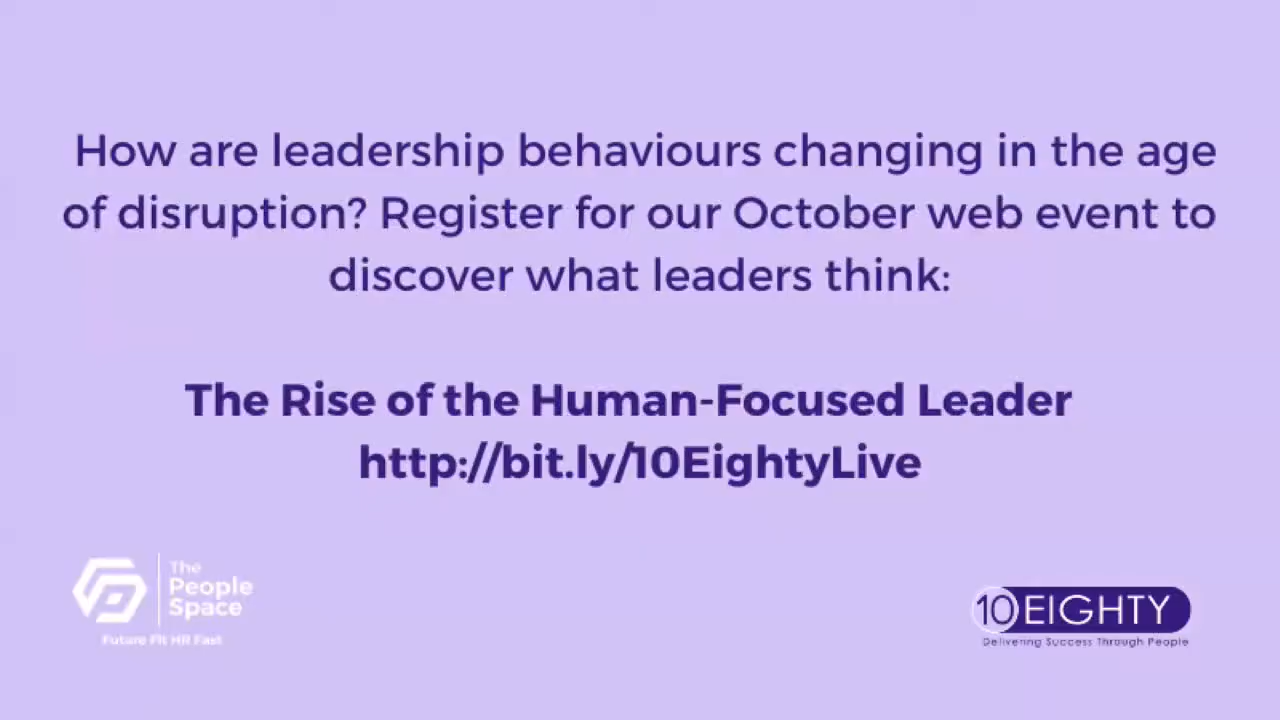 How are leadership behaviours changing in the age
of disruption? Register for our October web event to
discover what leaders think:
The Rise of the Human-Focused Leader
http://bit.ly/10EightyLive
The
People
Space
Future Fit HR Fast
10EIGHTY
Delivering Success Through People